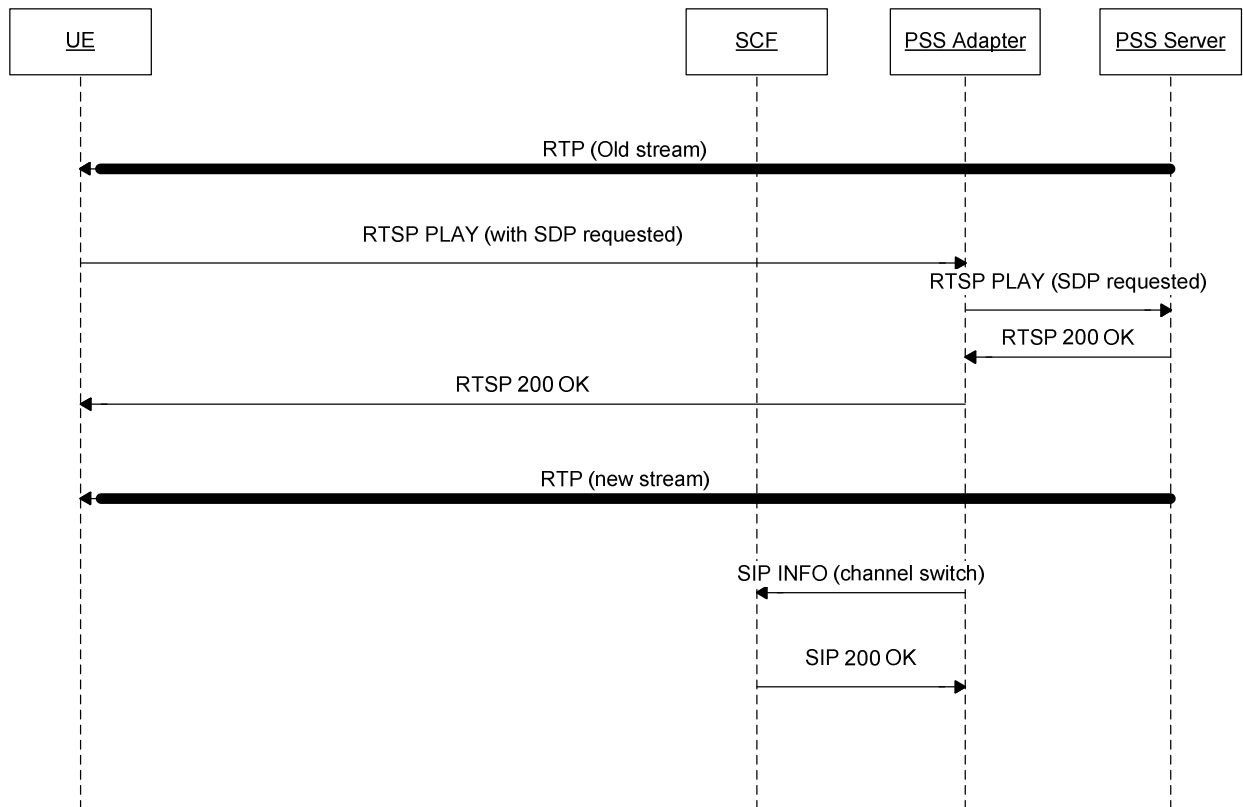 UE
SCF
PSS Adapter
PSS Server
RTP (Old stream)
RTSP PLAY (with SDP requested)
RTSP PLAY (SDP requested)
RTSP 200 OK
RTSP 200 OK
RTP (new stream)
SIP INFO (channel switch)
SIP 200 OK